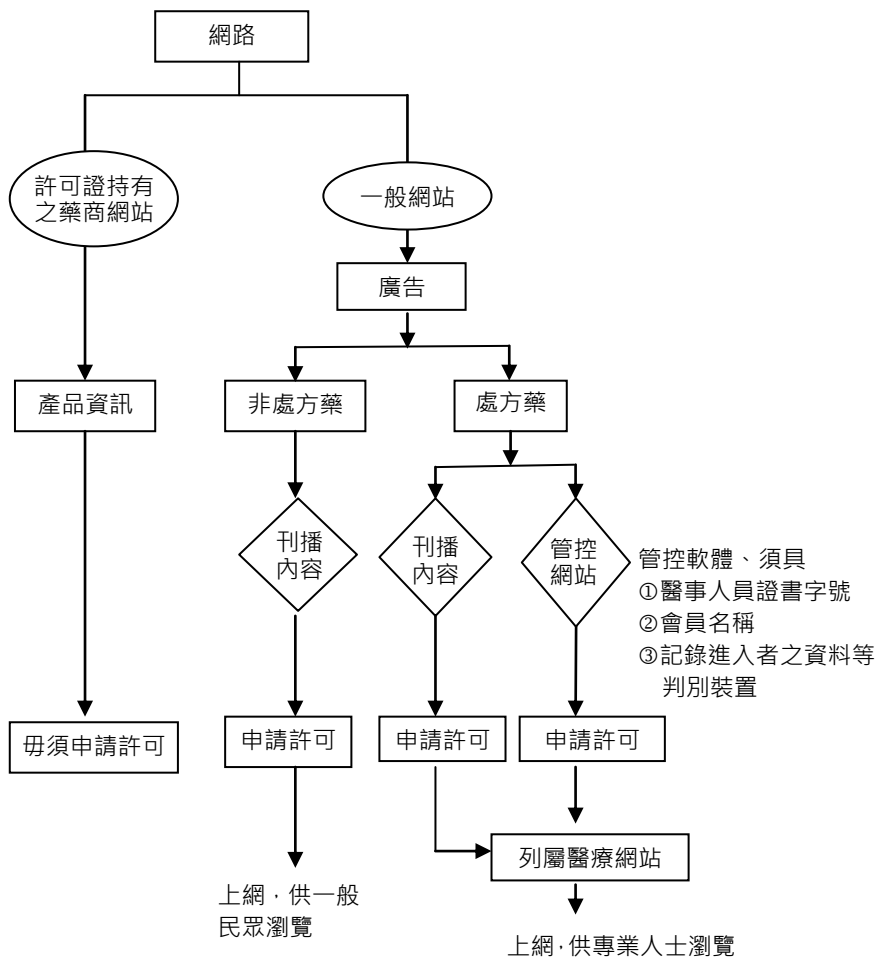 網路
許可證持有
之藥商網站
一般網站
廣告
產品資訊
非處方藥
處方藥
刊播
內容
刊播
內容
管控
網站
管控軟體、須具
①醫事人員證書字號
②會員名稱
③記錄進入者之資料等
判別裝置
毋須申請許可
申請許可
申請許可
申請許可
列屬醫療網站
上網，供一般
民眾瀏覽
上網，供專業人士瀏覽